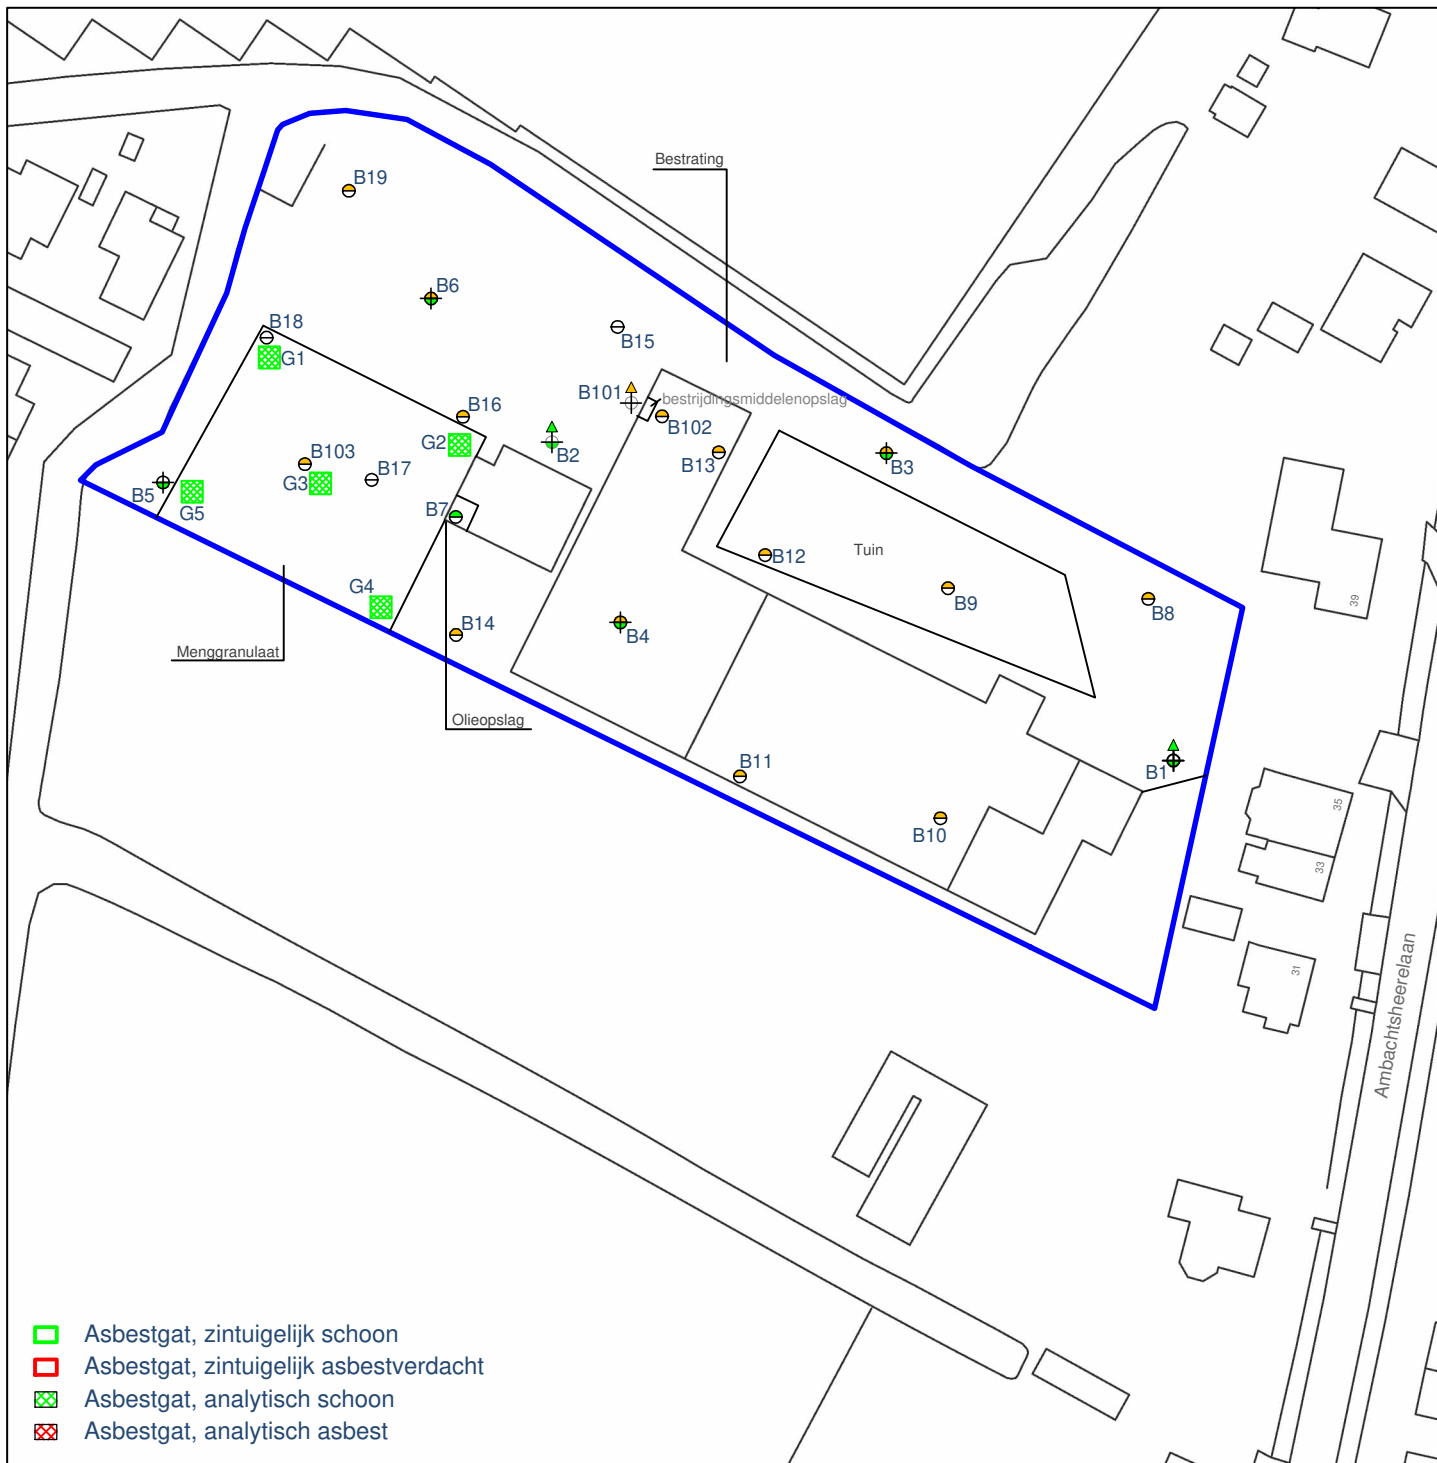 Bestrating
B19
B6
B15
B18
G1
B101
bestrijdingsmiddelenopslag
B16
B102
G2
B2
B13
B3
B103
B17
G3
B5
G5
B7
B12
Tuin
B9
B8
39
G4
B14
B4
Menggranulaat
Olieopslag
B1
B11
B10
35
33
31
Ambachtsheerelaan
Asbestgat, zintuigelijk schoon
Asbestgat, zintuigelijk asbestverdacht
Asbestgat, analytisch schoon
Asbestgat, analytisch asbest